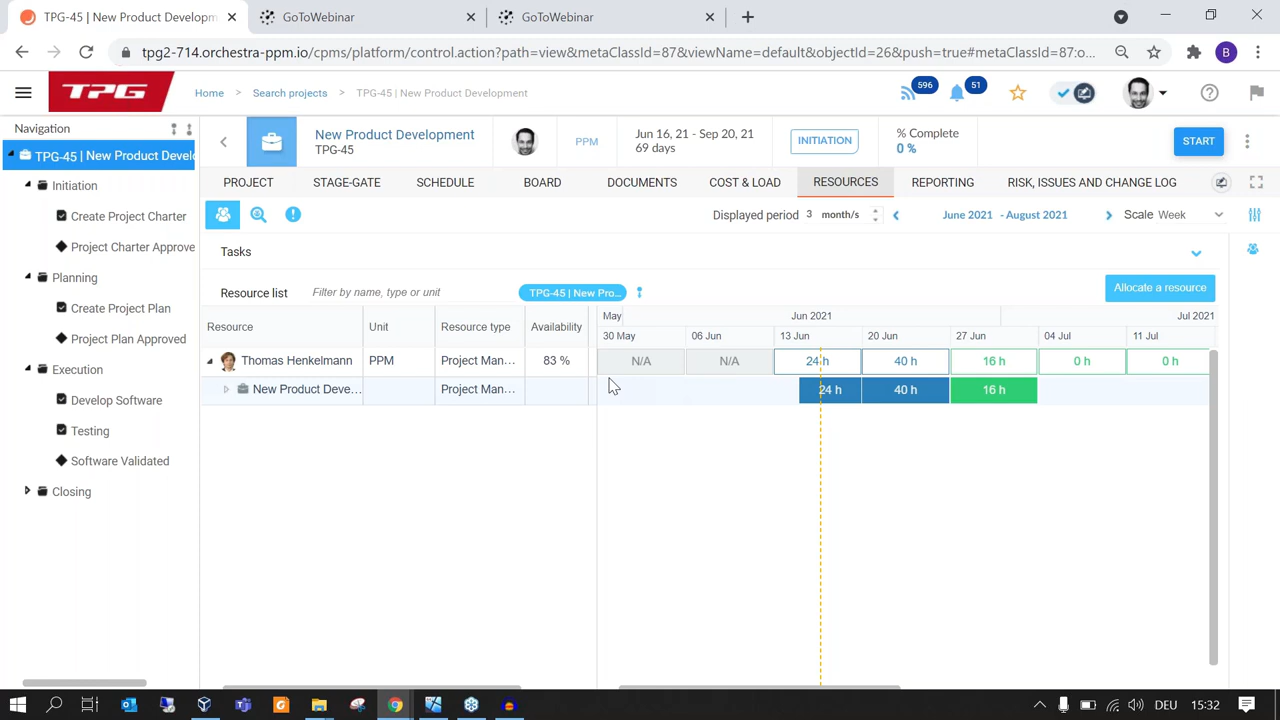 TPG-45 | New Product Developm
GoToWebinar
GoToWebinar
tpg2-714.orchestra-ppm.io/cpms/platform/control.action?path=view&metaClassId=87&viewName=default&objectId=26&push=true#metaClassId=87:o...
B
TPG
Home > Search projects > TPG-45 | New Product Development
596
51
Navigation
New Product Development
TPG-45
PPM
Jun 16, 21 - Sep 20, 21
69 days
INITIATION
% Complete
0 %
START
TPG-45 | New Product Develo
Initiation
Create Project Charter
Project Charter Approve
Planning
Create Project Plan
Project Plan Approved
Execution
Develop Software
Testing
Software Validated
Closing
PROJECT STAGE-GATE SCHEDULE BOARD DOCUMENTS COST & LOAD RESOURCES REPORTING RISK, ISSUES AND CHANGE LOG
Displayed period 3 month/s June 2021 - August 2021 Scale Week
Tasks
Resource list Filter by name, type or unit TPG-45 | New Pro... Allocate a resource
Resource Unit Resource type Availability
May Jun 2021 Jul 2021
30 May 06 Jun 13 Jun 20 Jun 27 Jun 04 Jul 11 Jul
Thomas Henkelmann PPM Project Man... 83 % N/A N/A 24 h 40 h 16 h 0 h 0 h
New Product Deve... Project Man... 24 h 40 h 16 h
DEU 15:32